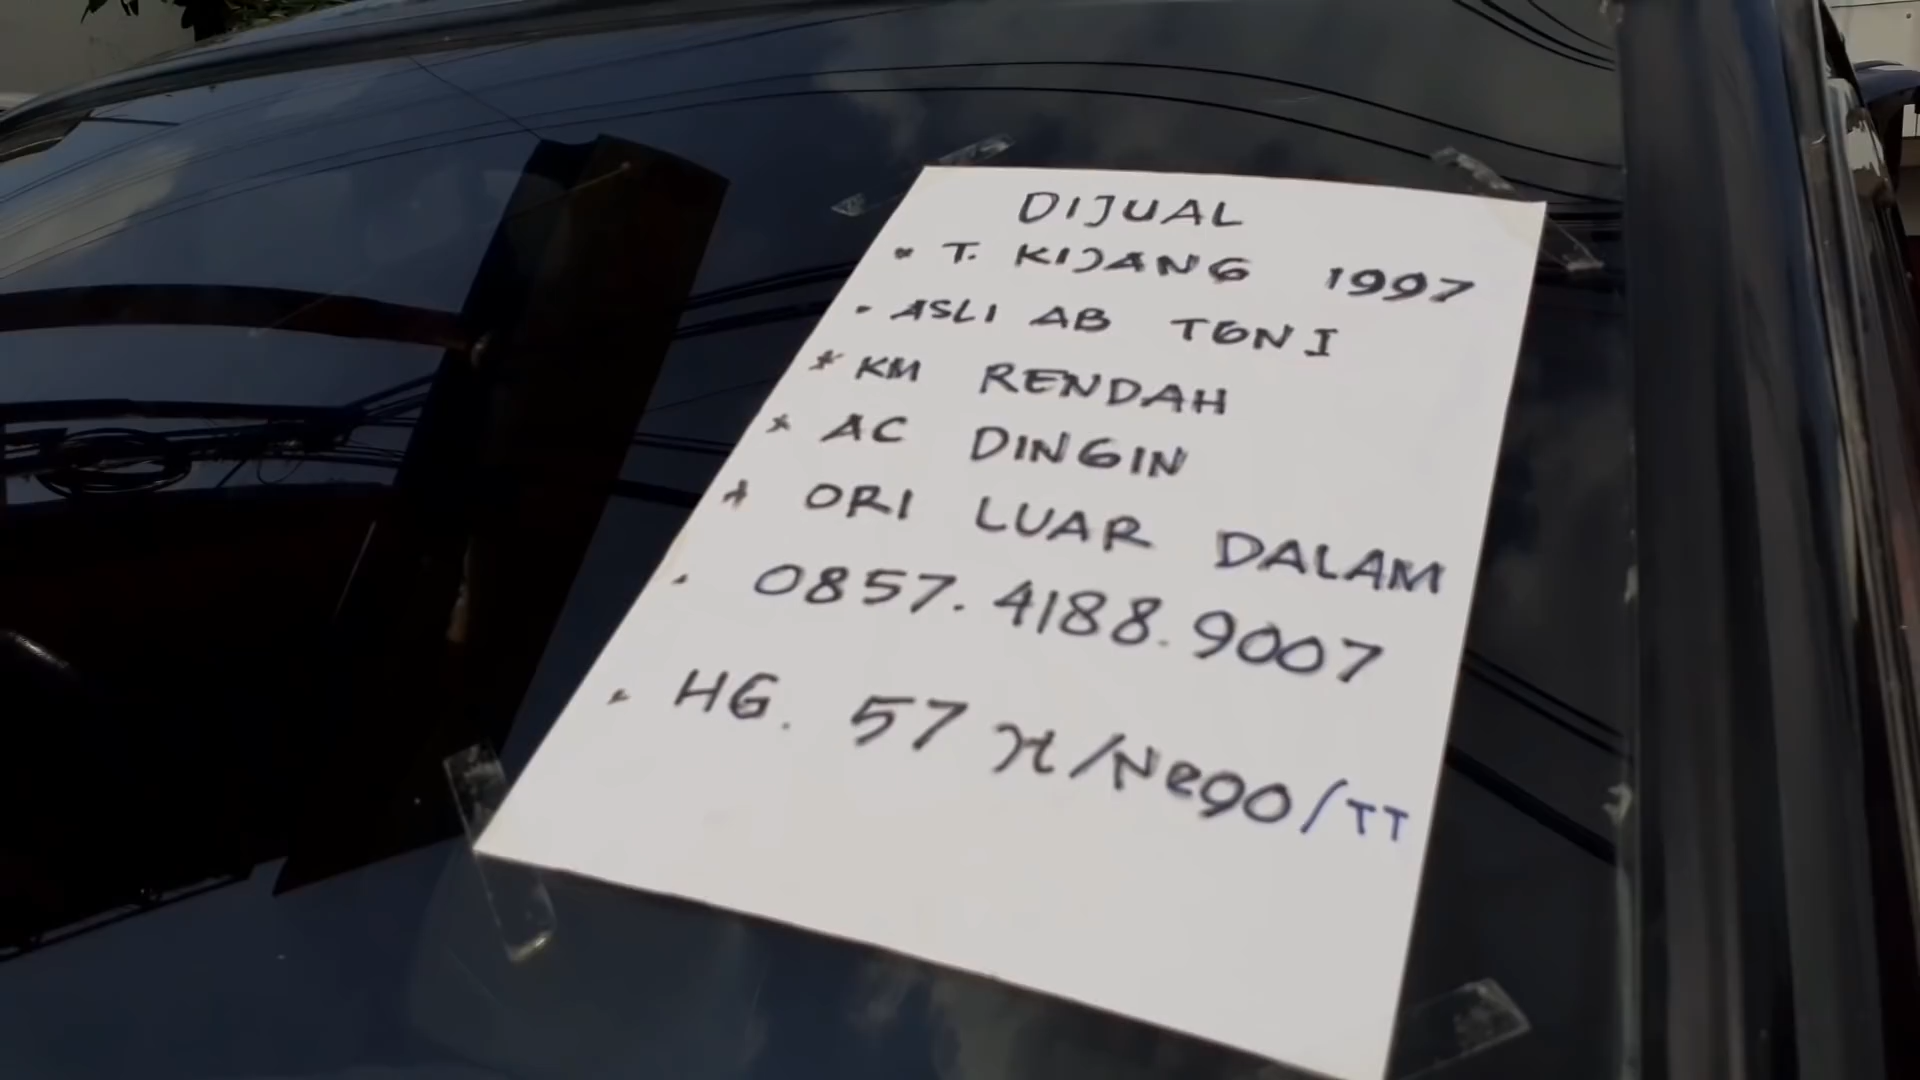 DIJUAL
* T. KIJANG 1997
- ASLI AB TGN I
* KM RENDAH
* AC DINGIN
* ORI LUAR DALAM
- 0857.4188.9007
- HG. 57 jt/Nego/TT